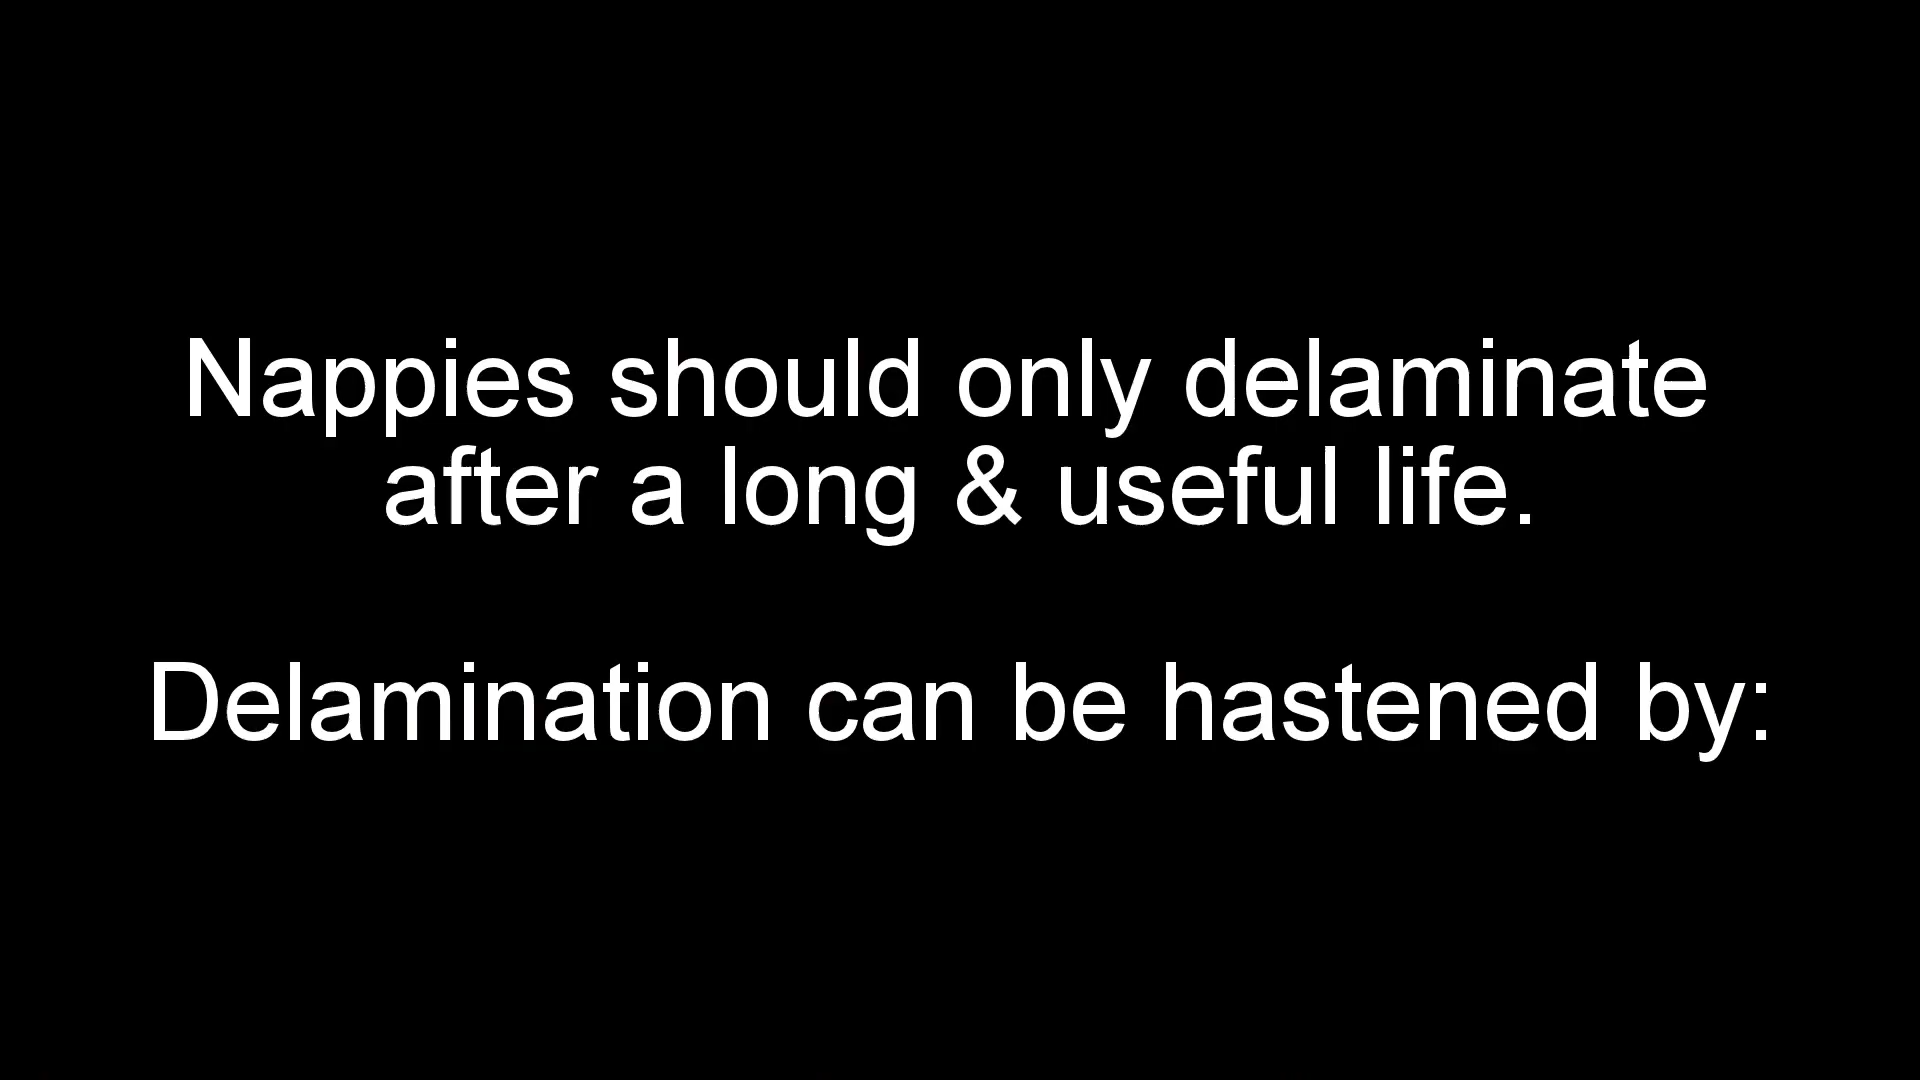 Nappies should only delaminate
after a long & useful life.
Delamination can be hastened by: